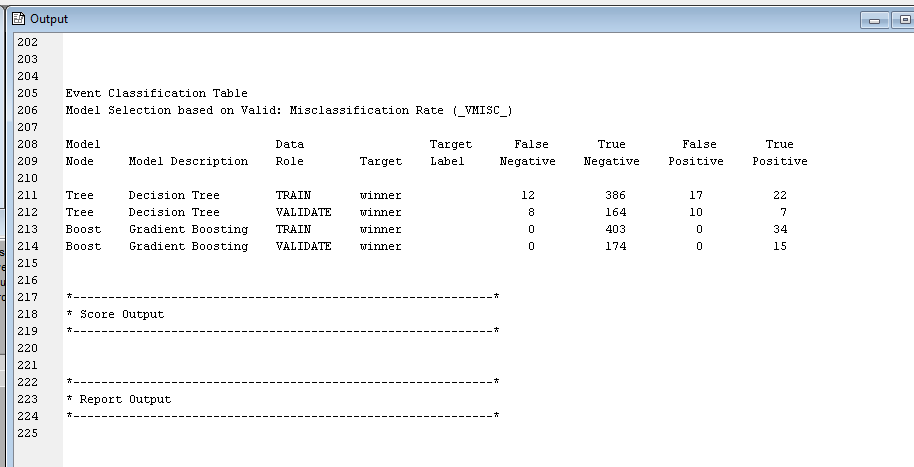 Output
202
203
204
205 Event Classification Table
206 Model Selection based on Valid: Misclassification Rate (_VMISC_)
207
208 Model Data Target False True False True
209 Node Model Description Role Target Label Negative Negative Positive Positive
210
211 Tree Decision Tree TRAIN winner 12 386 17 22
212 Tree Decision Tree VALIDATE winner 8 164 10 7
213 Boost Gradient Boosting TRAIN winner 0 403 0 34
214 Boost Gradient Boosting VALIDATE winner 0 174 0 15
215
216
217 *------------------------------------------------------------*
218 * Score Output
219 *------------------------------------------------------------*
220
221
222 *------------------------------------------------------------*
223 * Report Output
224 *------------------------------------------------------------*
225